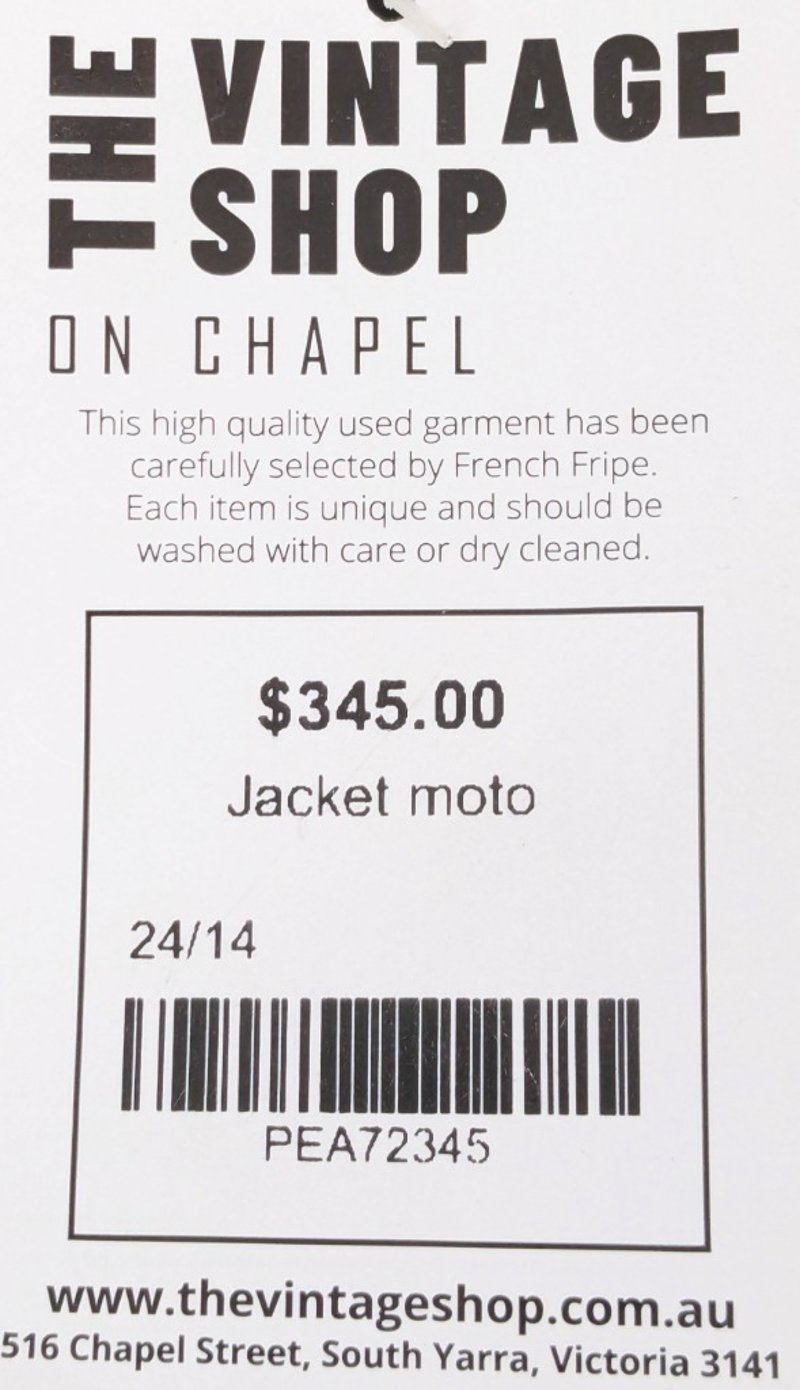 THE VINTAGE
SHOP
ON CHAPEL
This high quality used garment has been
carefully selected by French Fripe.
Each item is unique and should be
washed with care or dry cleaned.
$345.00
Jacket moto
24/14
PEA72345
www.thevintageshop.com.au
516 Chapel Street, South Yarra, Victoria 3141